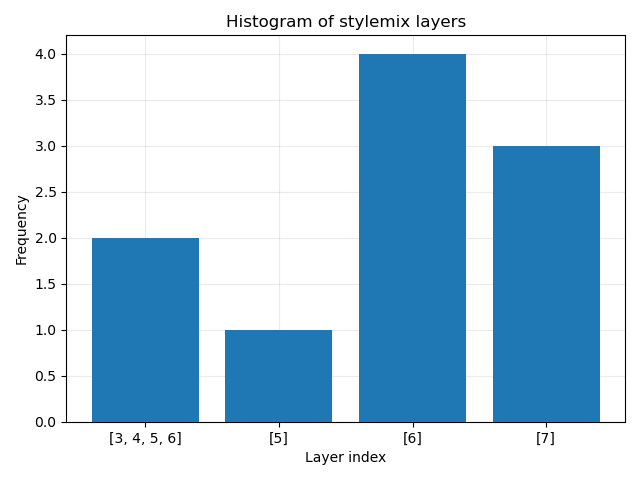 Histogram of stylemix layers
4.0
3.5
3.0
2.5
2.0
1.5
1.0
0.5
0.0
Frequency
[3, 4, 5, 6] [5] [6] [7]
Layer index